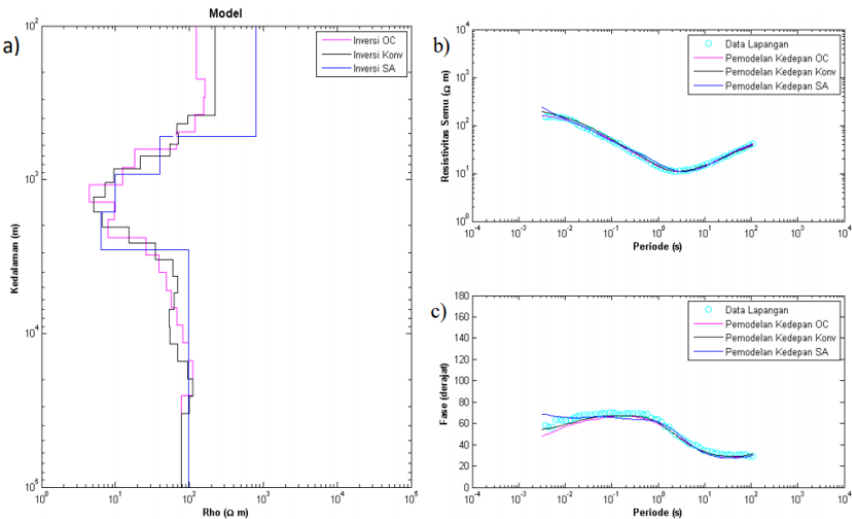 a)
Model
Inversi OC
Inversi Konv
Inversi SA
10^2
10^3
10^4
10^5
Kedalaman (m)
10^0
10^1
10^2
10^3
10^4
10^5
Rho (Ω m)
b)
Data Lapangan
Pemodelan Kedepan OC
Pemodelan Kedepan Konv
Pemodelan Kedepan SA
10^4
10^3
10^2
10^1
10^0
Resistivitas Semu (Ω m)
10^-4
10^-3
10^-2
10^-1
10^0
10^1
10^2
10^3
10^4
Periode (s)
c)
Data Lapangan
Pemodelan Kedepan OC
Pemodelan Kedepan Konv
Pemodelan Kedepan SA
180
160
140
120
100
80
60
40
20
0
Fase (derajat)
10^-4
10^-3
10^-2
10^-1
10^0
10^1
10^2
10^3
10^4
Periode (s)